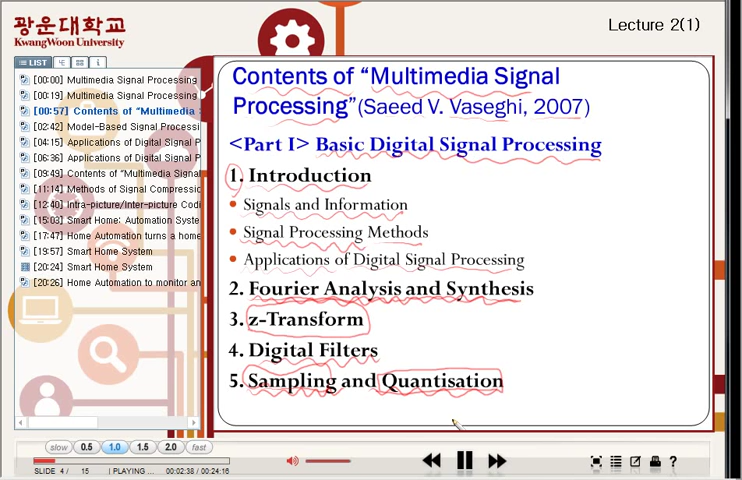 광운대학교
KwangWoon University
Lecture 2(1)
LIST
[00:00] Multimedia Signal Processing
[00:19] Multimedia Signal Processing
[00:57] Contents of "Multimedia S
[02:42] Model-Based Signal Processi
[04:15] Applications of Digital Signal P
[06:36] Applications of Digital Signal P
[09:49] Contents of "Multimedia Signal
[11:14] Methods of Signal Compressio
[12:40] Intra-picture/Inter-picture Codi
[15:03] Smart Home: Automation Syste
[17:47] Home Automation turns a home
[19:57] Smart Home System
[20:24] Smart Home System
[20:26] Home Automation to monitor an
Contents of "Multimedia Signal
Processing"(Saeed V. Vaseghi, 2007)
<Part I> Basic Digital Signal Processing
1. Introduction
• Signals and Information
• Signal Processing Methods
• Applications of Digital Signal Processing
2. Fourier Analysis and Synthesis
3. z-Transform
4. Digital Filters
5. Sampling and Quantisation
slow 0.5 1.0 1.5 2.0 fast
SLIDE 4 / 15 | PLAYING... 00:02:38 / 00:24:16